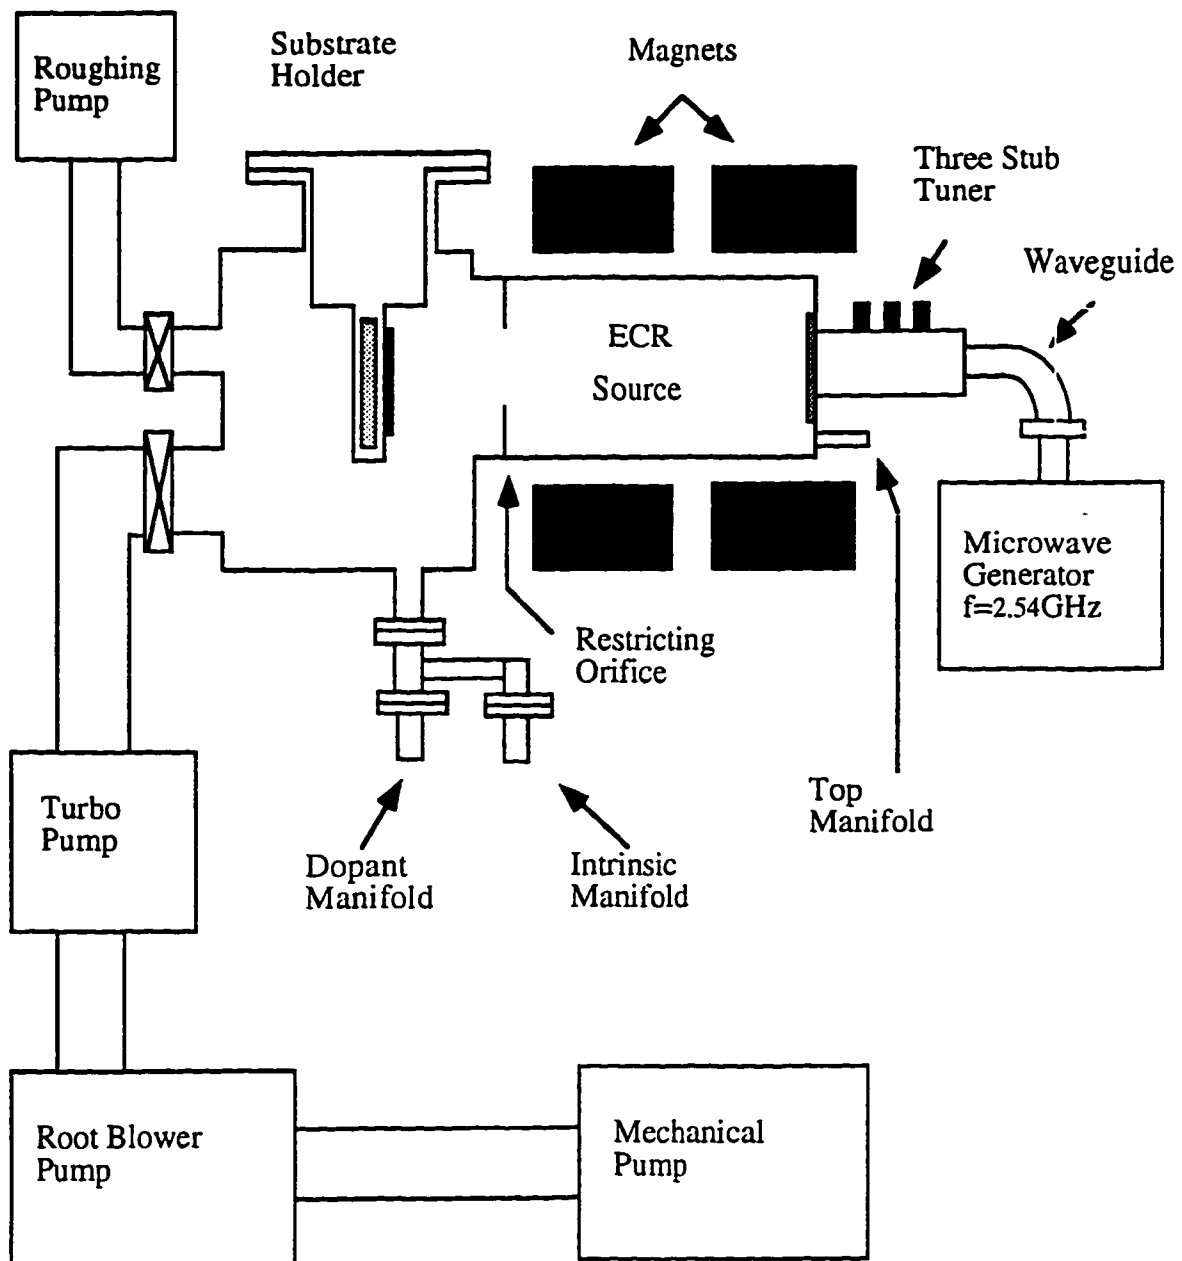 Roughing
Pump
Substrate
Holder
Magnets
Three Stub
Tuner
Waveguide
ECR
Source
Microwave
Generator
f=2.54GHz
Restricting
Orifice
Top
Manifold
Turbo
Pump
Dopant
Manifold
Intrinsic
Manifold
Root Blower
Pump
Mechanical
Pump